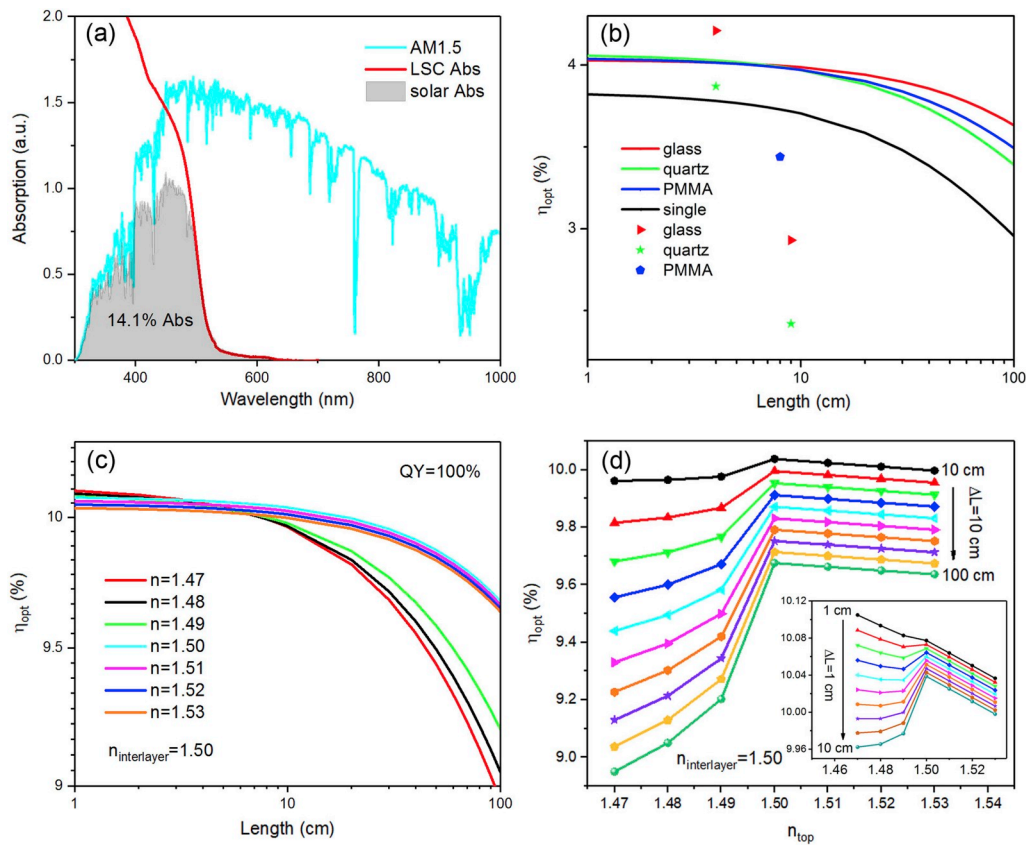 (a)
2.0
1.5
1.0
0.5
0.0
Absorption (a.u.)
AM1.5
LSC Abs
solar Abs
14.1% Abs
400
600
800
1000
Wavelength (nm)
(b)
4
3
ηopt (%)
glass
quartz
PMMA
single
glass
quartz
PMMA
1
10
100
Length (cm)
(c)
QY=100%
10
9.5
9
ηopt (%)
n=1.47
n=1.48
n=1.49
n=1.50
n=1.51
n=1.52
n=1.53
ninterlayer=1.50
1
10
100
Length (cm)
(d)
10.0
9.8
9.6
9.4
9.2
9.0
ηopt (%)
10 cm
ΔL=10 cm
100 cm
10.12
10.08
10.04
10.00
9.96
1 cm
ΔL=1 cm
10 cm
1.46
1.48
1.50
1.52
ninterlayer=1.50
1.47
1.48
1.49
1.50
1.51
1.52
1.53
1.54
ntop